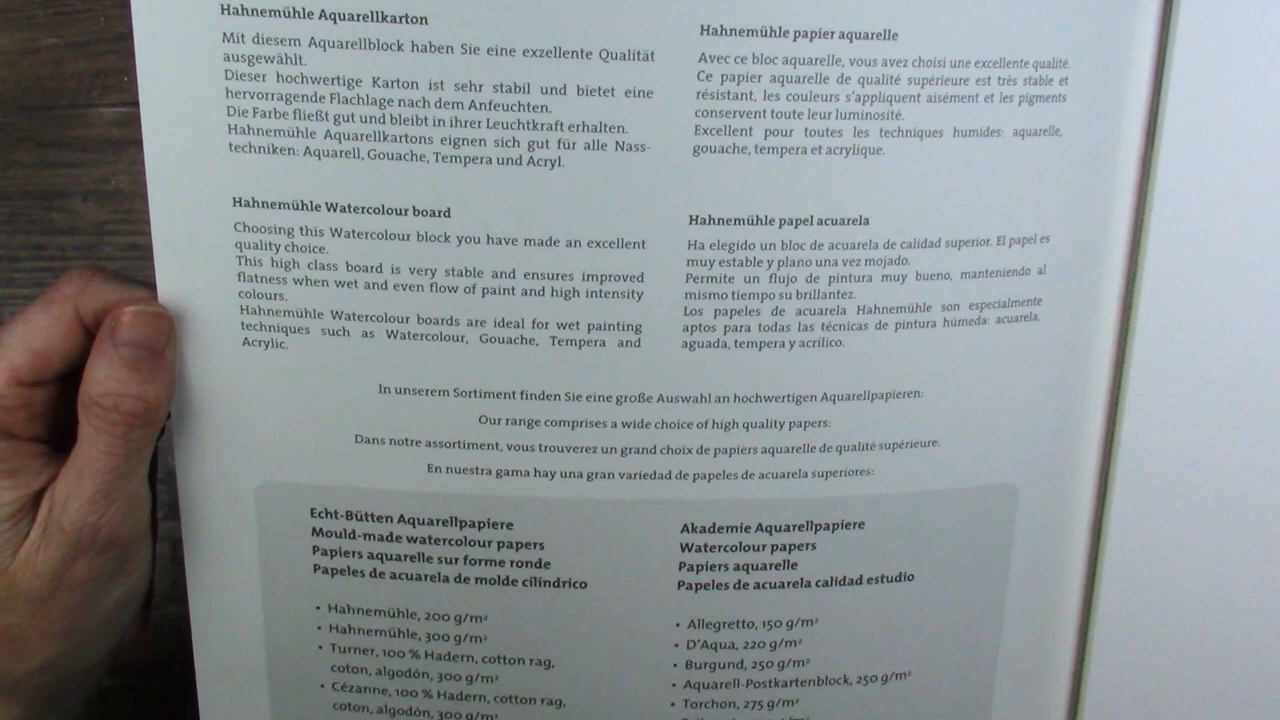 Hahnemühle Aquarellkarton
Mit diesem Aquarellblock haben Sie eine exzellente Qualität
ausgewählt.
Dieser hochwertige Karton ist sehr stabil und bietet eine
hervorragende Flachlage nach dem Anfeuchten.
Die Farbe fließt gut und bleibt in ihrer Leuchtkraft erhalten.
Hahnemühle Aquarellkartons eignen sich gut für alle Nass-
techniken: Aquarell, Gouache, Tempera und Acryl.
Hahnemühle papier aquarelle
Avec ce bloc aquarelle, vous avez choisi une excellente qualité.
Ce papier aquarelle de qualité supérieure est très stable et
résistant, les couleurs s'appliquent aisément et les pigments
conservent toute leur luminosité.
Excellent pour toutes les techniques humides: aquarelle,
gouache, tempera et acrylique.
Hahnemühle Watercolour board
Choosing this Watercolour block you have made an excellent
quality choice.
This high class board is very stable and ensures improved
flatness when wet and even flow of paint and high intensity
colours.
Hahnemühle Watercolour boards are ideal for wet painting
techniques such as Watercolour, Gouache, Tempera and
Acrylic.
Hahnemühle papel acuarela
Ha elegido un bloc de acuarela de calidad superior. El papel es
muy estable y plano una vez mojado.
Permite un flujo de pintura muy bueno, manteniendo al
mismo tiempo su brillantez.
Los papeles de acuarela Hahnemühle son especialmente
aptos para todas las técnicas de pintura húmeda: acuarela,
aguada, tempera y acrílico.
In unserem Sortiment finden Sie eine große Auswahl an hochwertigen Aquarellpapieren:
Our range comprises a wide choice of high quality papers:
Dans notre assortiment, vous trouverez un grand choix de papiers aquarelle de qualité supérieure:
En nuestra gama hay una gran variedad de papeles de acuarela superiores:
Echt-Bütten Aquarellpapiere
Mould-made watercolour papers
Papiers aquarelle sur forme ronde
Papeles de acuarela de molde cilíndrico
• Hahnemühle, 200 g/m²
• Hahnemühle, 300 g/m²
• Turner, 100 % Hadern, cotton rag,
coton, algodón, 300 g/m²
• Cézanne, 100 % Hadern, cotton rag,
coton, algodón, 300 g/m²
Akademie Aquarellpapiere
Watercolour papers
Papiers aquarelle
Papeles de acuarela calidad estudio
• Allegretto, 150 g/m²
• D'Aqua, 220 g/m²
• Burgund, 250 g/m²
• Aquarell-Postkartenblock, 250 g/m²
• Torchon, 275 g/m²